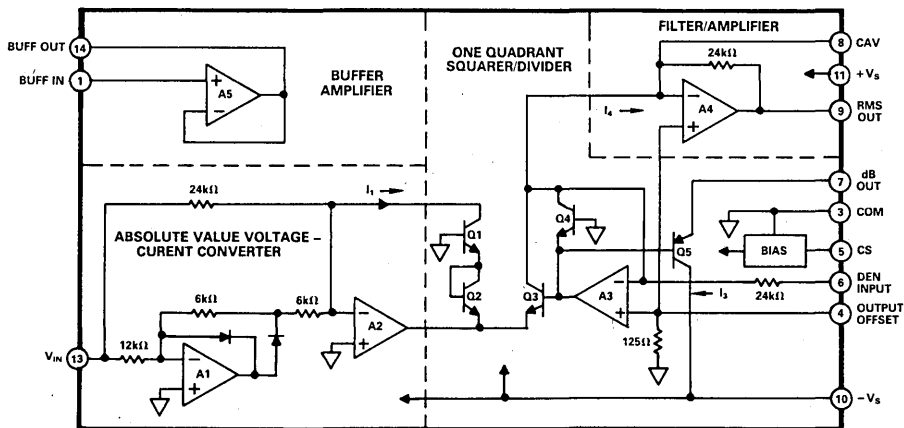 FILTER/AMPLIFIER
BUFF OUT 14
BUFF IN 1
A5
BUFFER
AMPLIFIER
ONE QUADRANT
SQUARER/DIVIDER
24kΩ
8 CAV
11 +VS
I4
A4
9 RMS
OUT
7 dB
OUT
3 COM
BIAS
5 CS
6 DEN
INPUT
24kΩ
4 OUTPUT
OFFSET
10 -VS
24kΩ
I1
ABSOLUTE VALUE VOLTAGE –
CURENT CONVERTER
Q1
Q2
Q3
Q4
Q5
A3
I3
125Ω
6kΩ
6kΩ
A2
VIN 13
12kΩ
A1